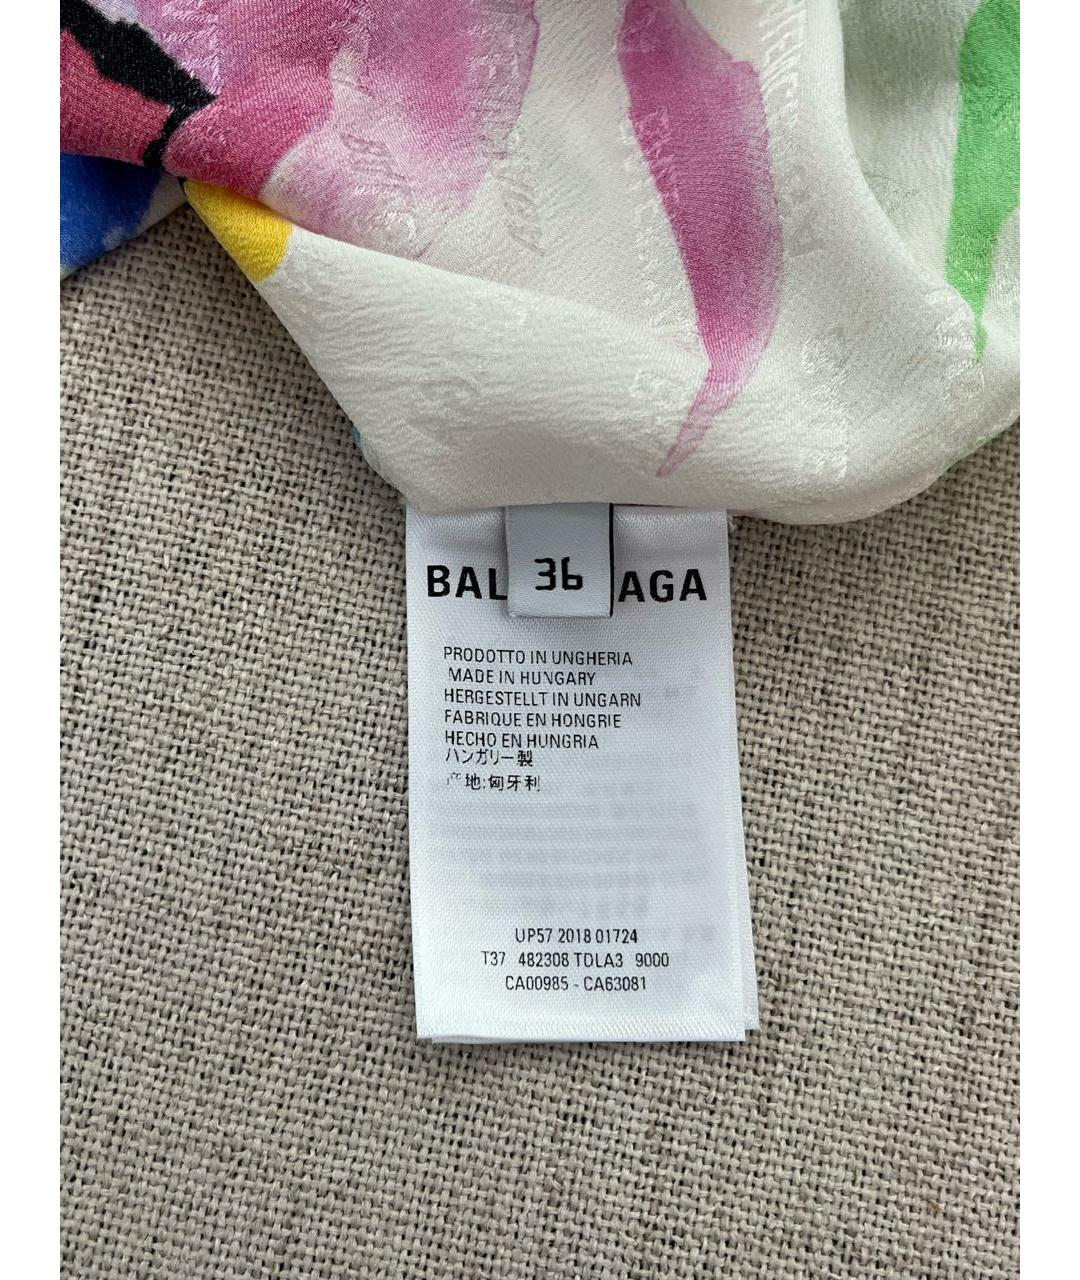 BAL AGA
36
PRODOTTO IN UNGHERIA
MADE IN HUNGARY
HERGESTELLT IN UNGARN
FABRIQUE EN HONGRIE
HECHO EN HUNGRIA
ハンガリー製
产地:匈牙利
UP57 2018 01724
T37 482308 TDLA3 9000
CA00985 - CA63081